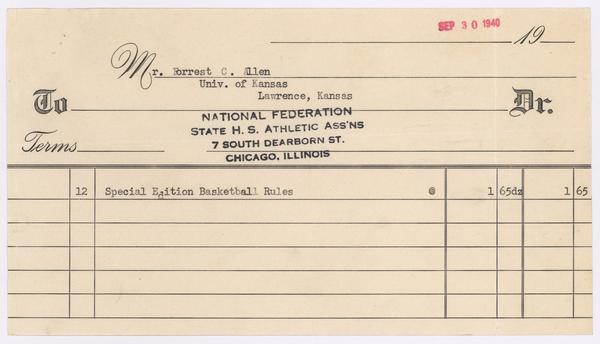 SEP 30 1940
19
Mr. Forrest C. Allen
Univ. of Kansas
Lawrence, Kansas
To Dr.
NATIONAL FEDERATION
STATE H. S. ATHLETIC ASS'NS
7 SOUTH DEARBORN ST.
CHICAGO, ILLINOIS
Terms
12 Special Edition Basketball Rules @ 1 65dz 1 65